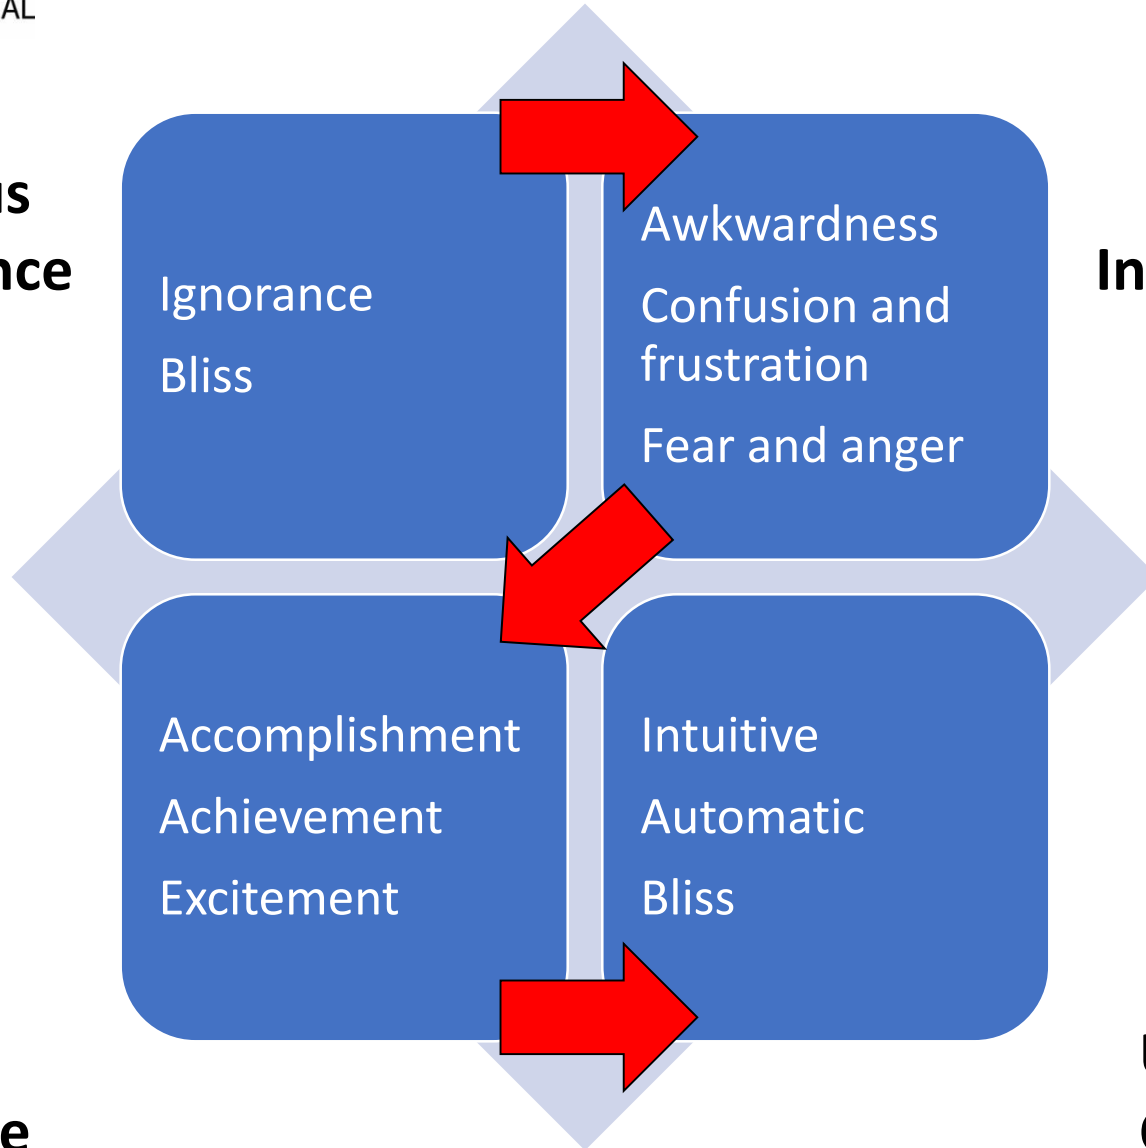 AL
us
nce
Ignorance
Bliss
Awkwardness
Confusion and
frustration
Fear and anger
In
Accomplishment
Achievement
Excitement
Intuitive
Automatic
Bliss
e